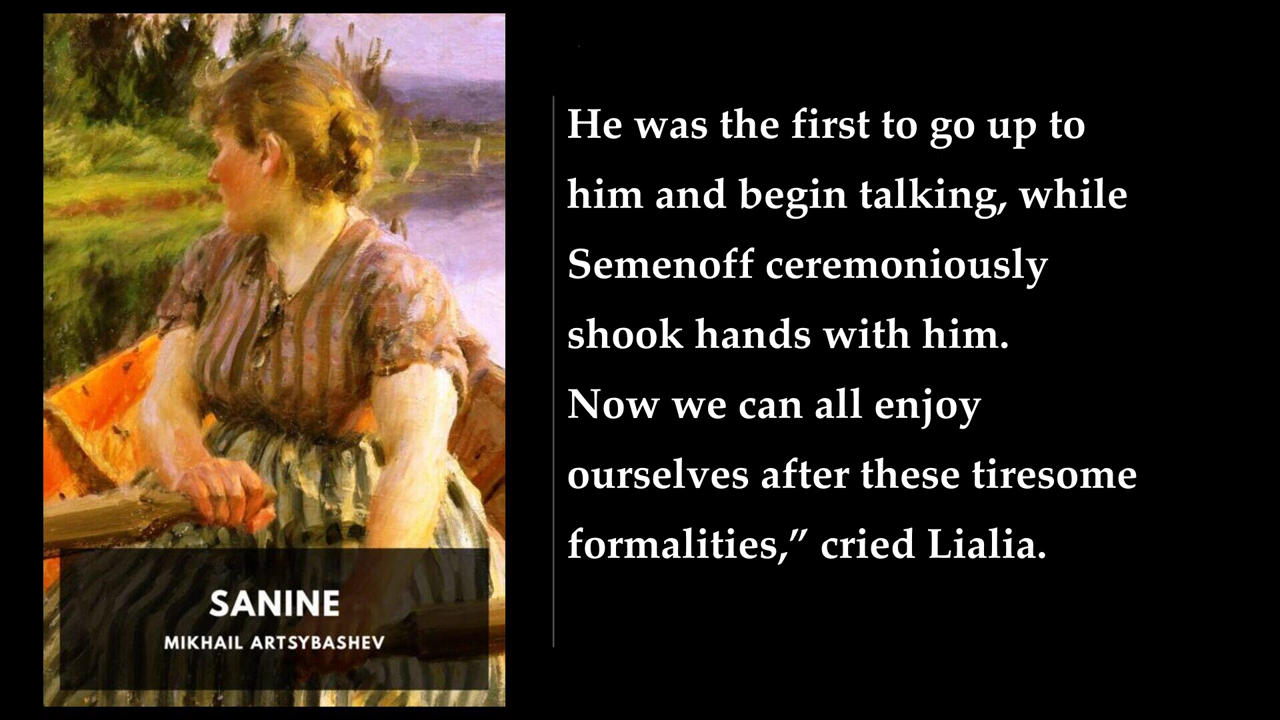 SANINE
MIKHAIL ARTSYBASHEV
He was the first to go up to
him and begin talking, while
Semenoff ceremoniously
shook hands with him.
Now we can all enjoy
ourselves after these tiresome
formalities,” cried Lialia.